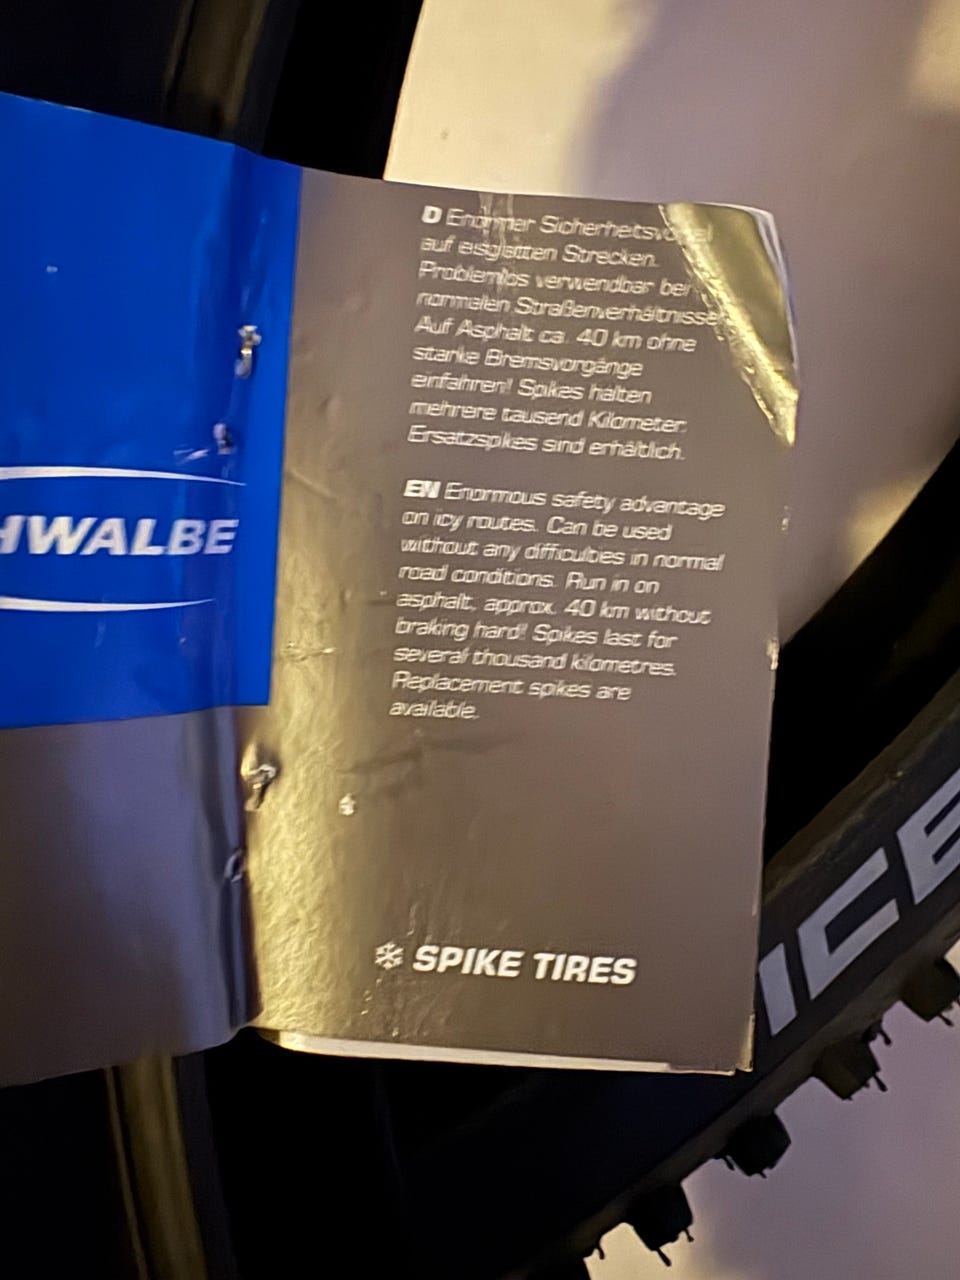 HWALBE
D Enormer Sicherheitsvorteil
auf eisglatten Strecken.
Problemlos verwendbar bei
normalen Straßenverhältnissen
Auf Asphalt ca. 40 km ohne
starke Bremsvorgänge
einfahren! Spikes halten
mehrere tausend Kilometer.
Ersatzspikes sind erhältlich.
EN Enormous safety advantage
on icy routes. Can be used
without any difficulties in normal
road conditions. Run in on
asphalt, approx. 40 km without
braking hard! Spikes last for
several thousand kilometres.
Replacement spikes are
available.
SPIKE TIRES
ICE